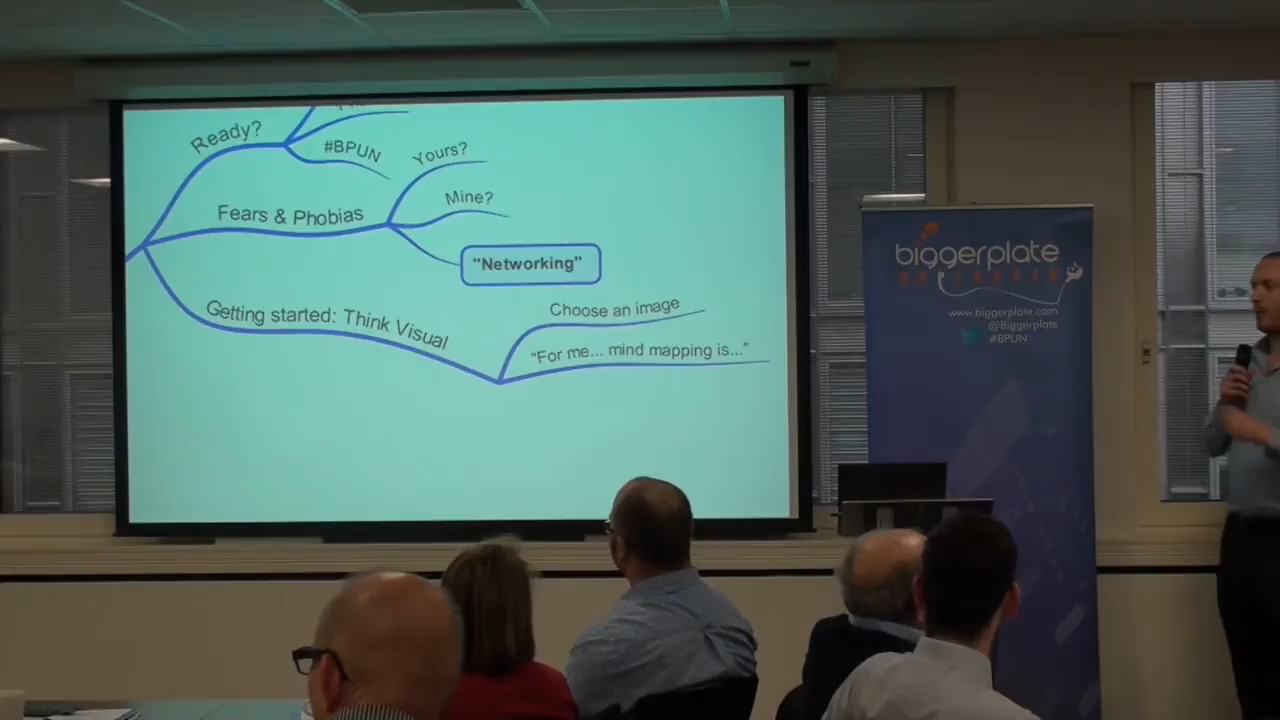 Ready?
#BPUN
Yours?
Fears & Phobias
Mine?
"Networking"
Getting started: Think Visual
Choose an image
"For me... mind mapping is..."
biggerplate
www.biggerplate.com
@Biggerplate
#BPUN